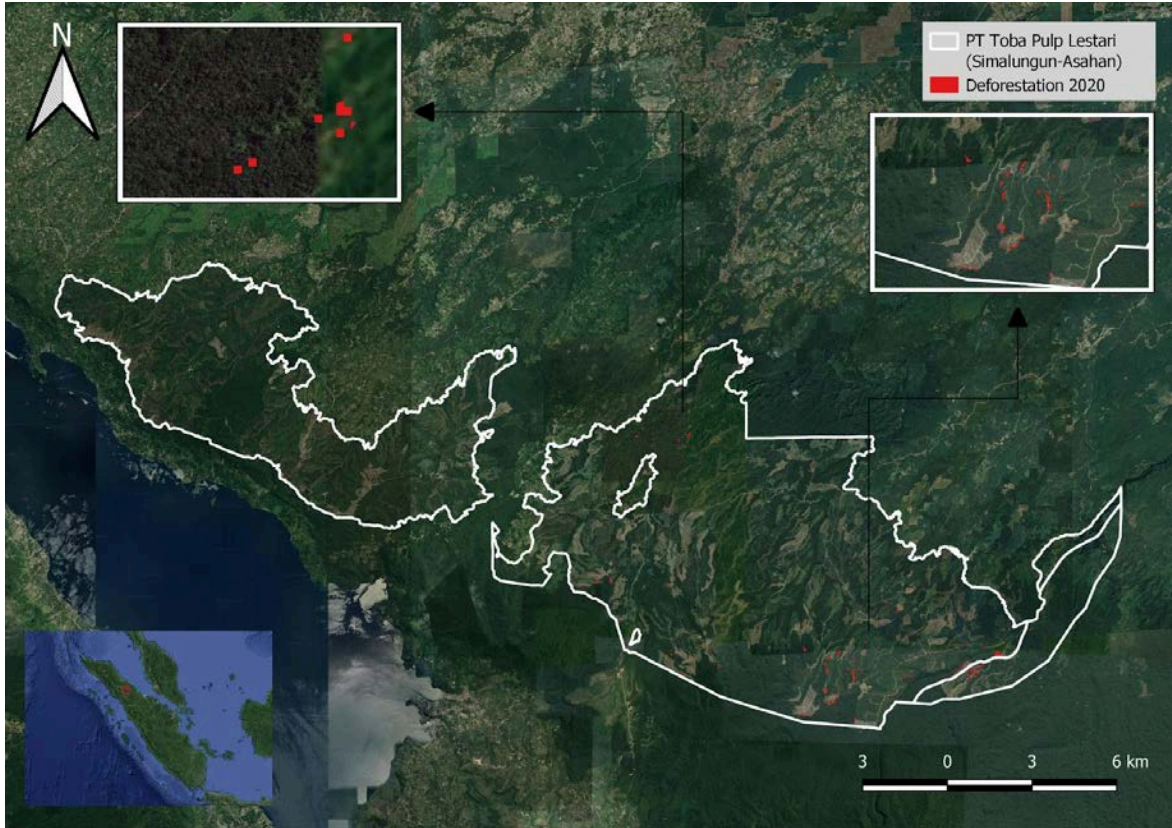 N
PT Toba Pulp Lestari
(Simalungun-Asahan)
Deforestation 2020
3 0 3 6 km